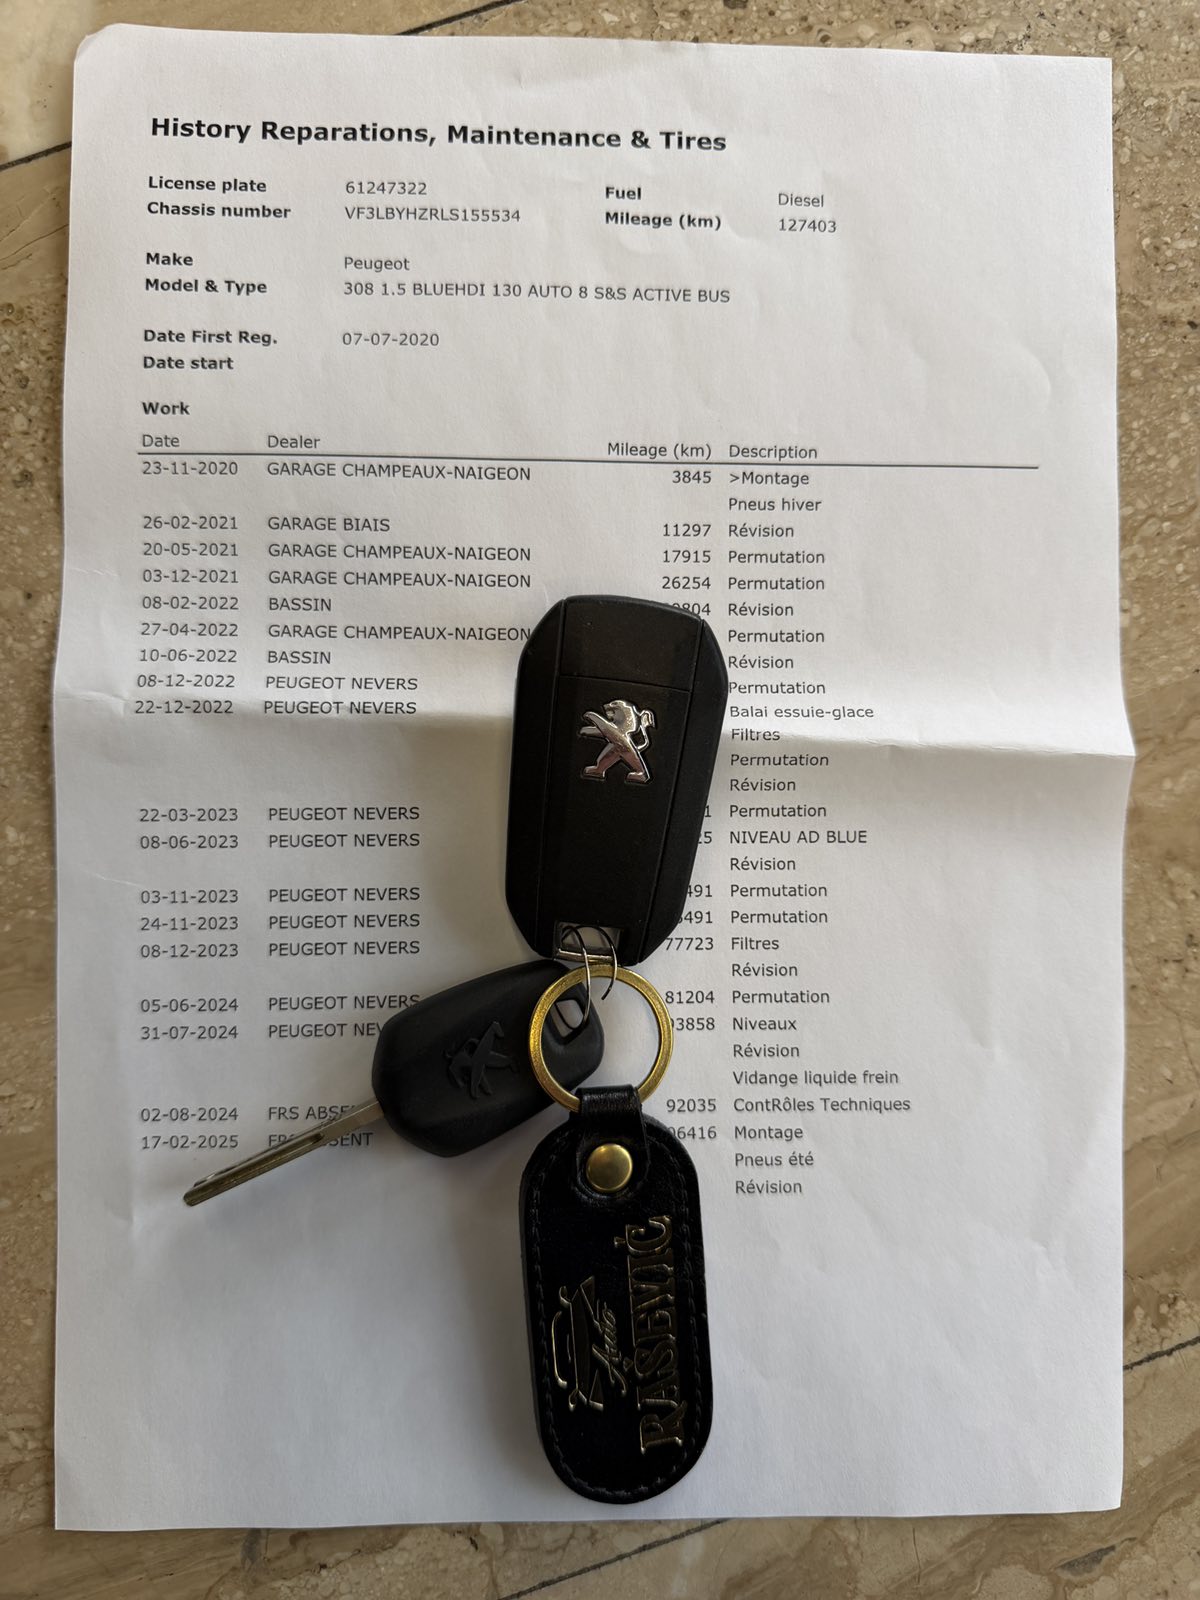 History Reparations, Maintenance & Tires
License plate 61247322 Fuel Diesel
Chassis number VF3LBYHZRLS155534 Mileage (km) 127403
Make Peugeot
Model & Type 308 1.5 BLUEHDI 130 AUTO 8 S&S ACTIVE BUS
Date First Reg. 07-07-2020
Date start
Work
Date Dealer Mileage (km) Description
23-11-2020 GARAGE CHAMPEAUX-NAIGEON 3845 >Montage
Pneus hiver
26-02-2021 GARAGE BIAIS 11297 Révision
20-05-2021 GARAGE CHAMPEAUX-NAIGEON 17915 Permutation
03-12-2021 GARAGE CHAMPEAUX-NAIGEON 26254 Permutation
08-02-2022 BASSIN Révision
27-04-2022 GARAGE CHAMPEAUX-NAIGEON Permutation
10-06-2022 BASSIN Révision
08-12-2022 PEUGEOT NEVERS Permutation
22-12-2022 PEUGEOT NEVERS Balai essuie-glace
Filtres
Permutation
Révision
22-03-2023 PEUGEOT NEVERS Permutation
08-06-2023 PEUGEOT NEVERS NIVEAU AD BLUE
Révision
03-11-2023 PEUGEOT NEVERS Permutation
24-11-2023 PEUGEOT NEVERS Permutation
08-12-2023 PEUGEOT NEVERS 77723 Filtres
Révision
05-06-2024 PEUGEOT NEVERS 81204 Permutation
31-07-2024 PEUGEOT Niveaux
Révision
Vidange liquide frein
02-08-2024 FRS 92035 ContRôles Techniques
17-02-2025 Montage
Pneus été
Révision
Auto
RAŠEVIĆ